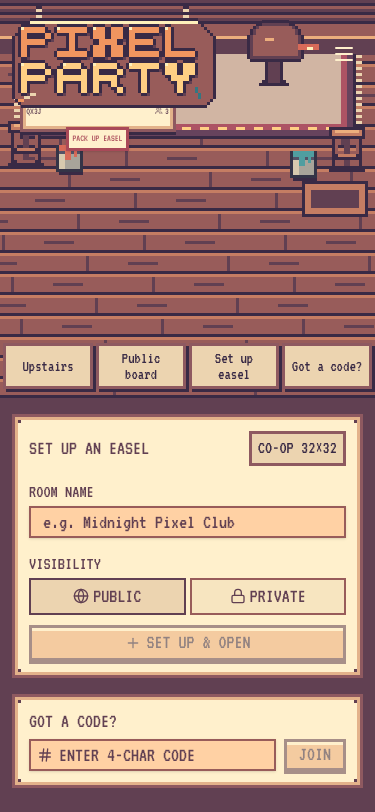 PIXEL
PARTY
QX3J
3
PACK UP EASEL
Upstairs
Public
board
Set up
easel
Got a code?
SET UP AN EASEL
CO-OP 32×32
ROOM NAME
e.g. Midnight Pixel Club
VISIBILITY
PUBLIC
PRIVATE
+ SET UP & OPEN
GOT A CODE?
# ENTER 4-CHAR CODE
JOIN